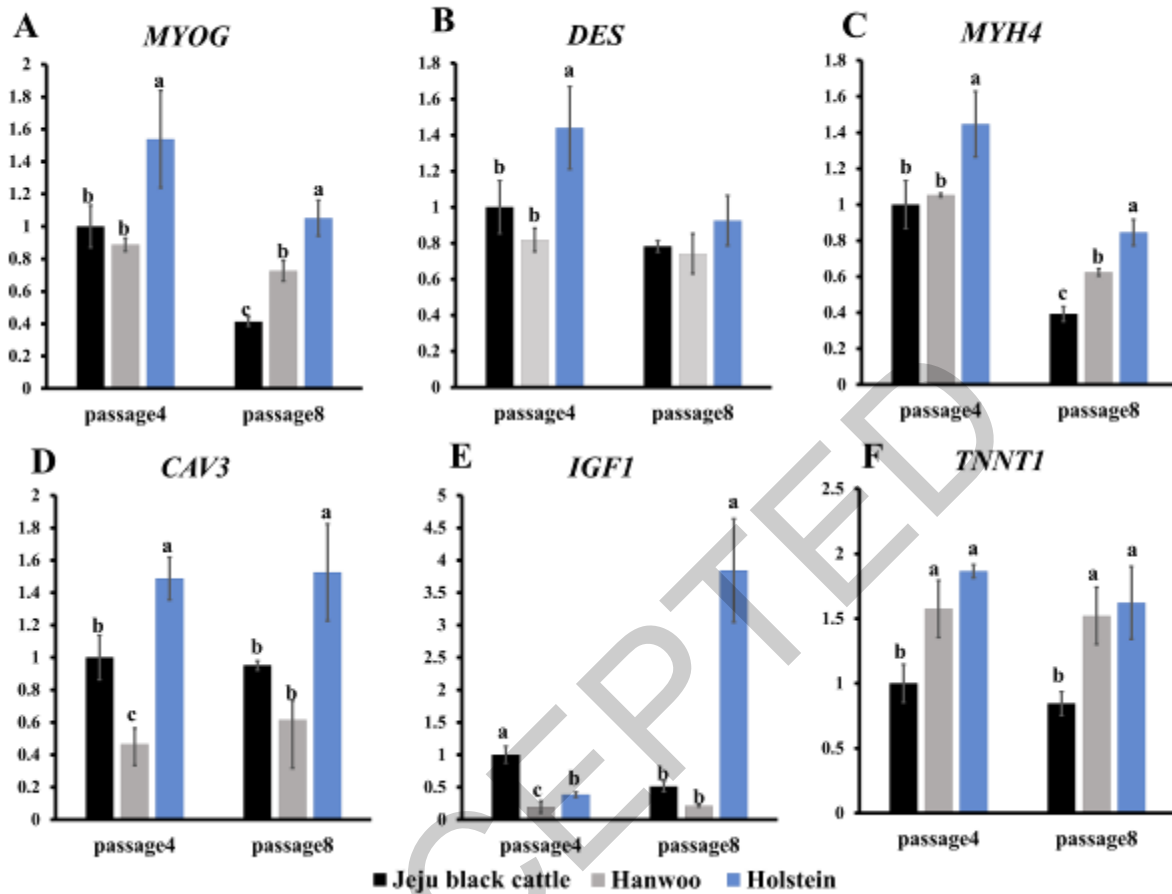 A
MYOG
2
1.8
1.6
1.4
1.2
1
0.8
0.6
0.4
0.2
0
b
b
a
c
b
a
passage4 passage8
B
DES
1.8
1.6
1.4
1.2
1
0.8
0.6
0.4
0.2
0
b
b
a
passage4 passage8
C
MYH4
1.8
1.6
1.4
1.2
1
0.8
0.6
0.4
0.2
0
b
b
a
c
b
a
passage4 passage8
D
CAV3
2
1.8
1.6
1.4
1.2
1
0.8
0.6
0.4
0.2
0
b
c
a
b
b
a
passage4 passage8
E
IGF1
5
4.5
4
3.5
3
2.5
2
1.5
1
0.5
0
a
c
b
b
b
a
passage4 passage8
F
TNNT1
2.5
2
1.5
1
0.5
0
b
a
a
b
a
a
passage4 passage8
Jeju black cattle Hanwoo Holstein
CEPTED